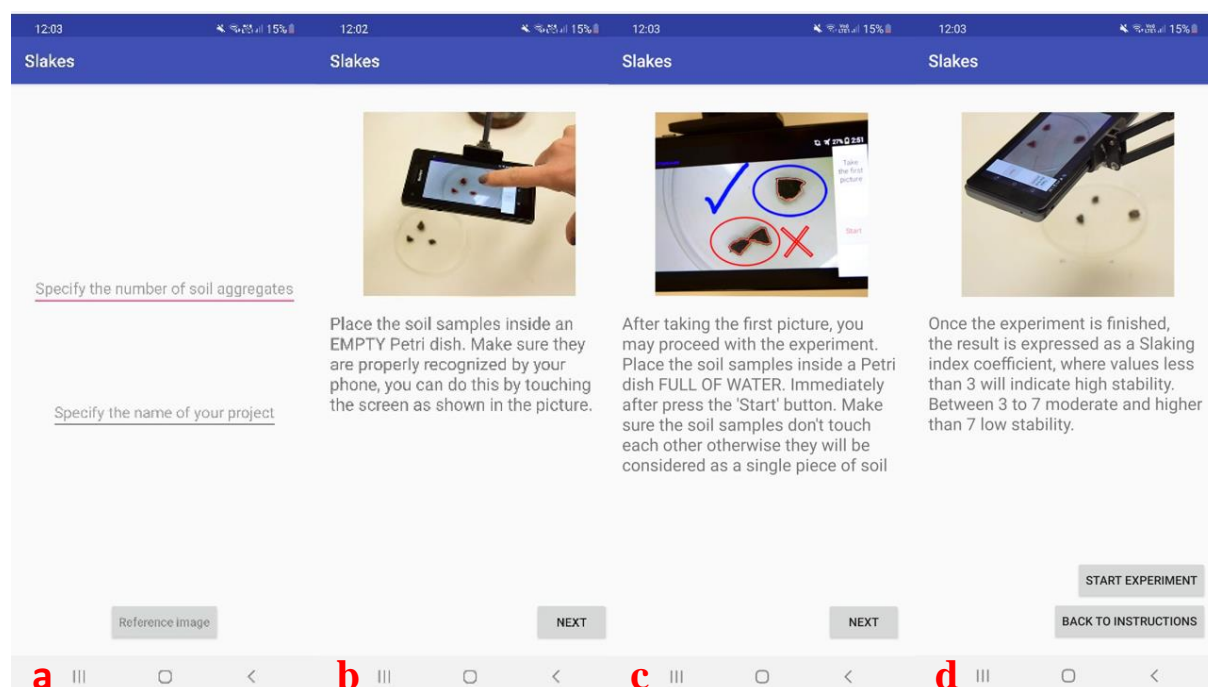 12:03
15%
Slakes
Specify the number of soil aggregates
Specify the name of your project
Reference image
a
12:02
15%
Slakes
Place the soil samples inside an
EMPTY Petri dish. Make sure they
are properly recognized by your
phone, you can do this by touching
the screen as shown in the picture.
NEXT
b
12:03
15%
Slakes
27% 2:51
Take
the first
picture
Start
After taking the first picture, you
may proceed with the experiment.
Place the soil samples inside a Petri
dish FULL OF WATER. Immediately
after press the 'Start' button. Make
sure the soil samples don't touch
each other otherwise they will be
considered as a single piece of soil
NEXT
c
12:03
15%
Slakes
Once the experiment is finished,
the result is expressed as a Slaking
index coefficient, where values less
than 3 will indicate high stability.
Between 3 to 7 moderate and higher
than 7 low stability.
START EXPERIMENT
BACK TO INSTRUCTIONS
d